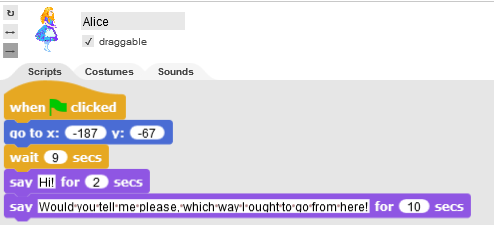 Alice
draggable
Scripts Costumes Sounds
when clicked
go to x: -187 y: -67
wait 9 secs
say Hi! for 2 secs
say Would you tell me please, which way I ought to go from here! for 10 secs